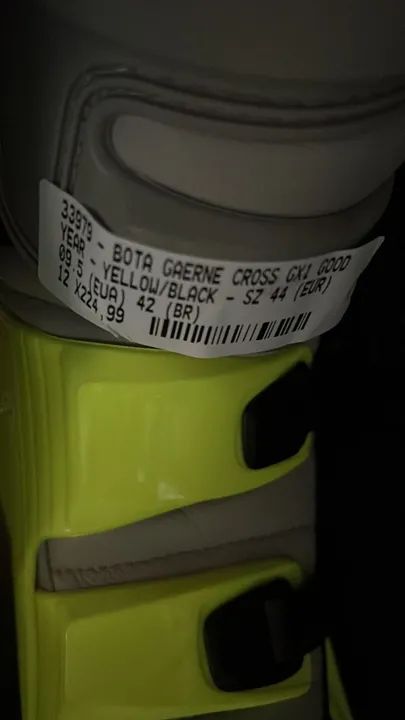 33979 - BOTA GAERNE CROSS GX1 GOOD
YEAR - YELLOW/BLACK - SZ 44 (EUR)
09.5 (EUA) 42 (BR)
12 X224,99